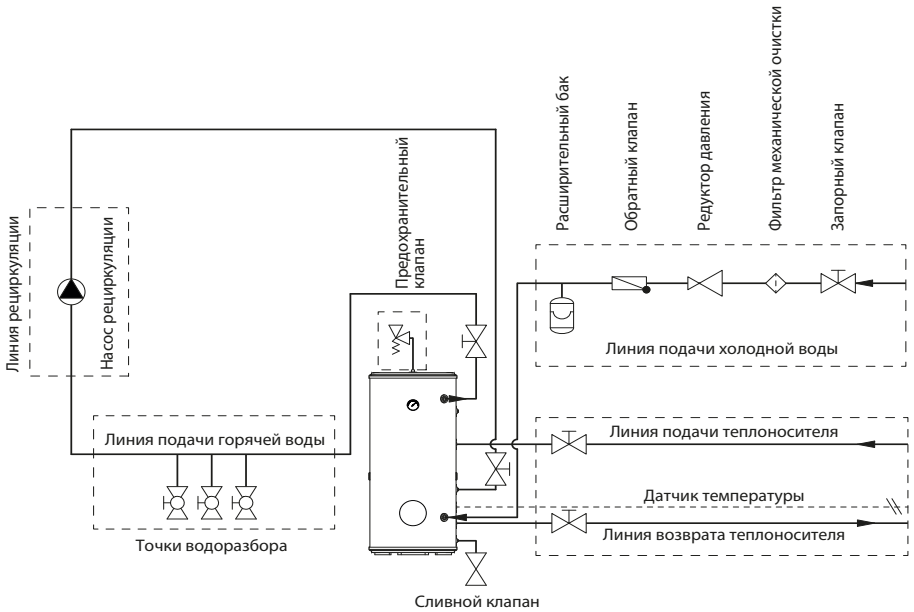 Линия рециркуляции
Насос рециркуляции
Предохранительный
клапан
Расширительный бак
Обратный клапан
Редуктор давления
Фильтр механической очистки
Запорный клапан
Линия подачи холодной воды
Линия подачи горячей воды
Точки водоразбора
Линия подачи теплоносителя
Датчик температуры
Линия возврата теплоносителя
Сливной клапан